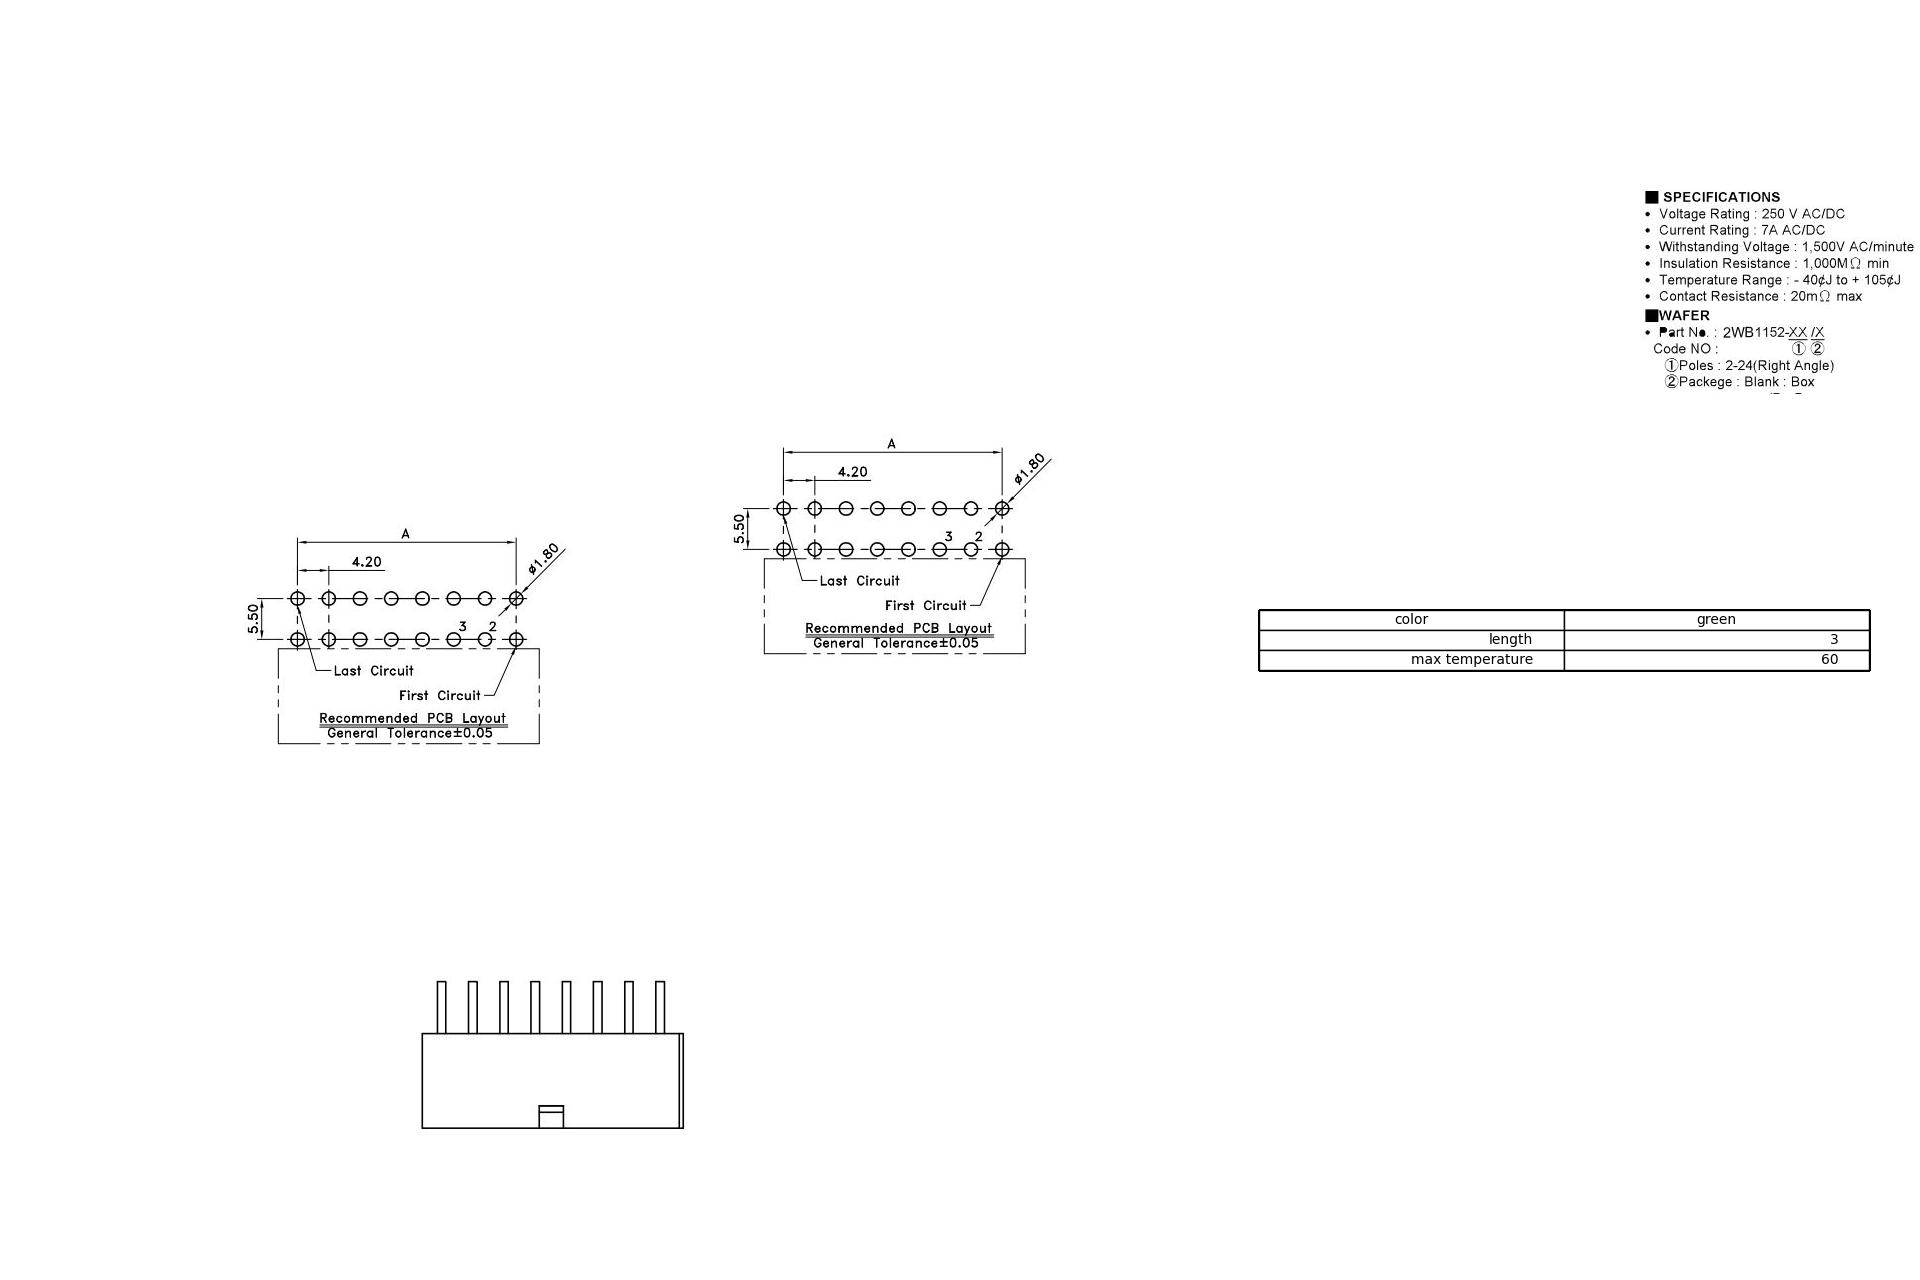 ■ SPECIFICATIONS
• Voltage Rating : 250 V AC/DC
• Current Rating : 7A AC/DC
• Withstanding Voltage : 1,500V AC/minute
• Insulation Resistance : 1,000MΩ min
• Temperature Range : - 40¢J to + 105¢J
• Contact Resistance : 20mΩ max
■WAFER
• Part No. : 2WB1152-XX /X
Code NO : ① ②
①Poles : 2-24(Right Angle)
②Packege : Blank : Box
A
4.20
ø1.80
5.50
3 2
Last Circuit
First Circuit
Recommended PCB Layout
General Tolerance±0.05
A
4.20
ø1.80
5.50
3 2
Last Circuit
First Circuit
Recommended PCB Layout
General Tolerance±0.05
color green
length 3
max temperature 60